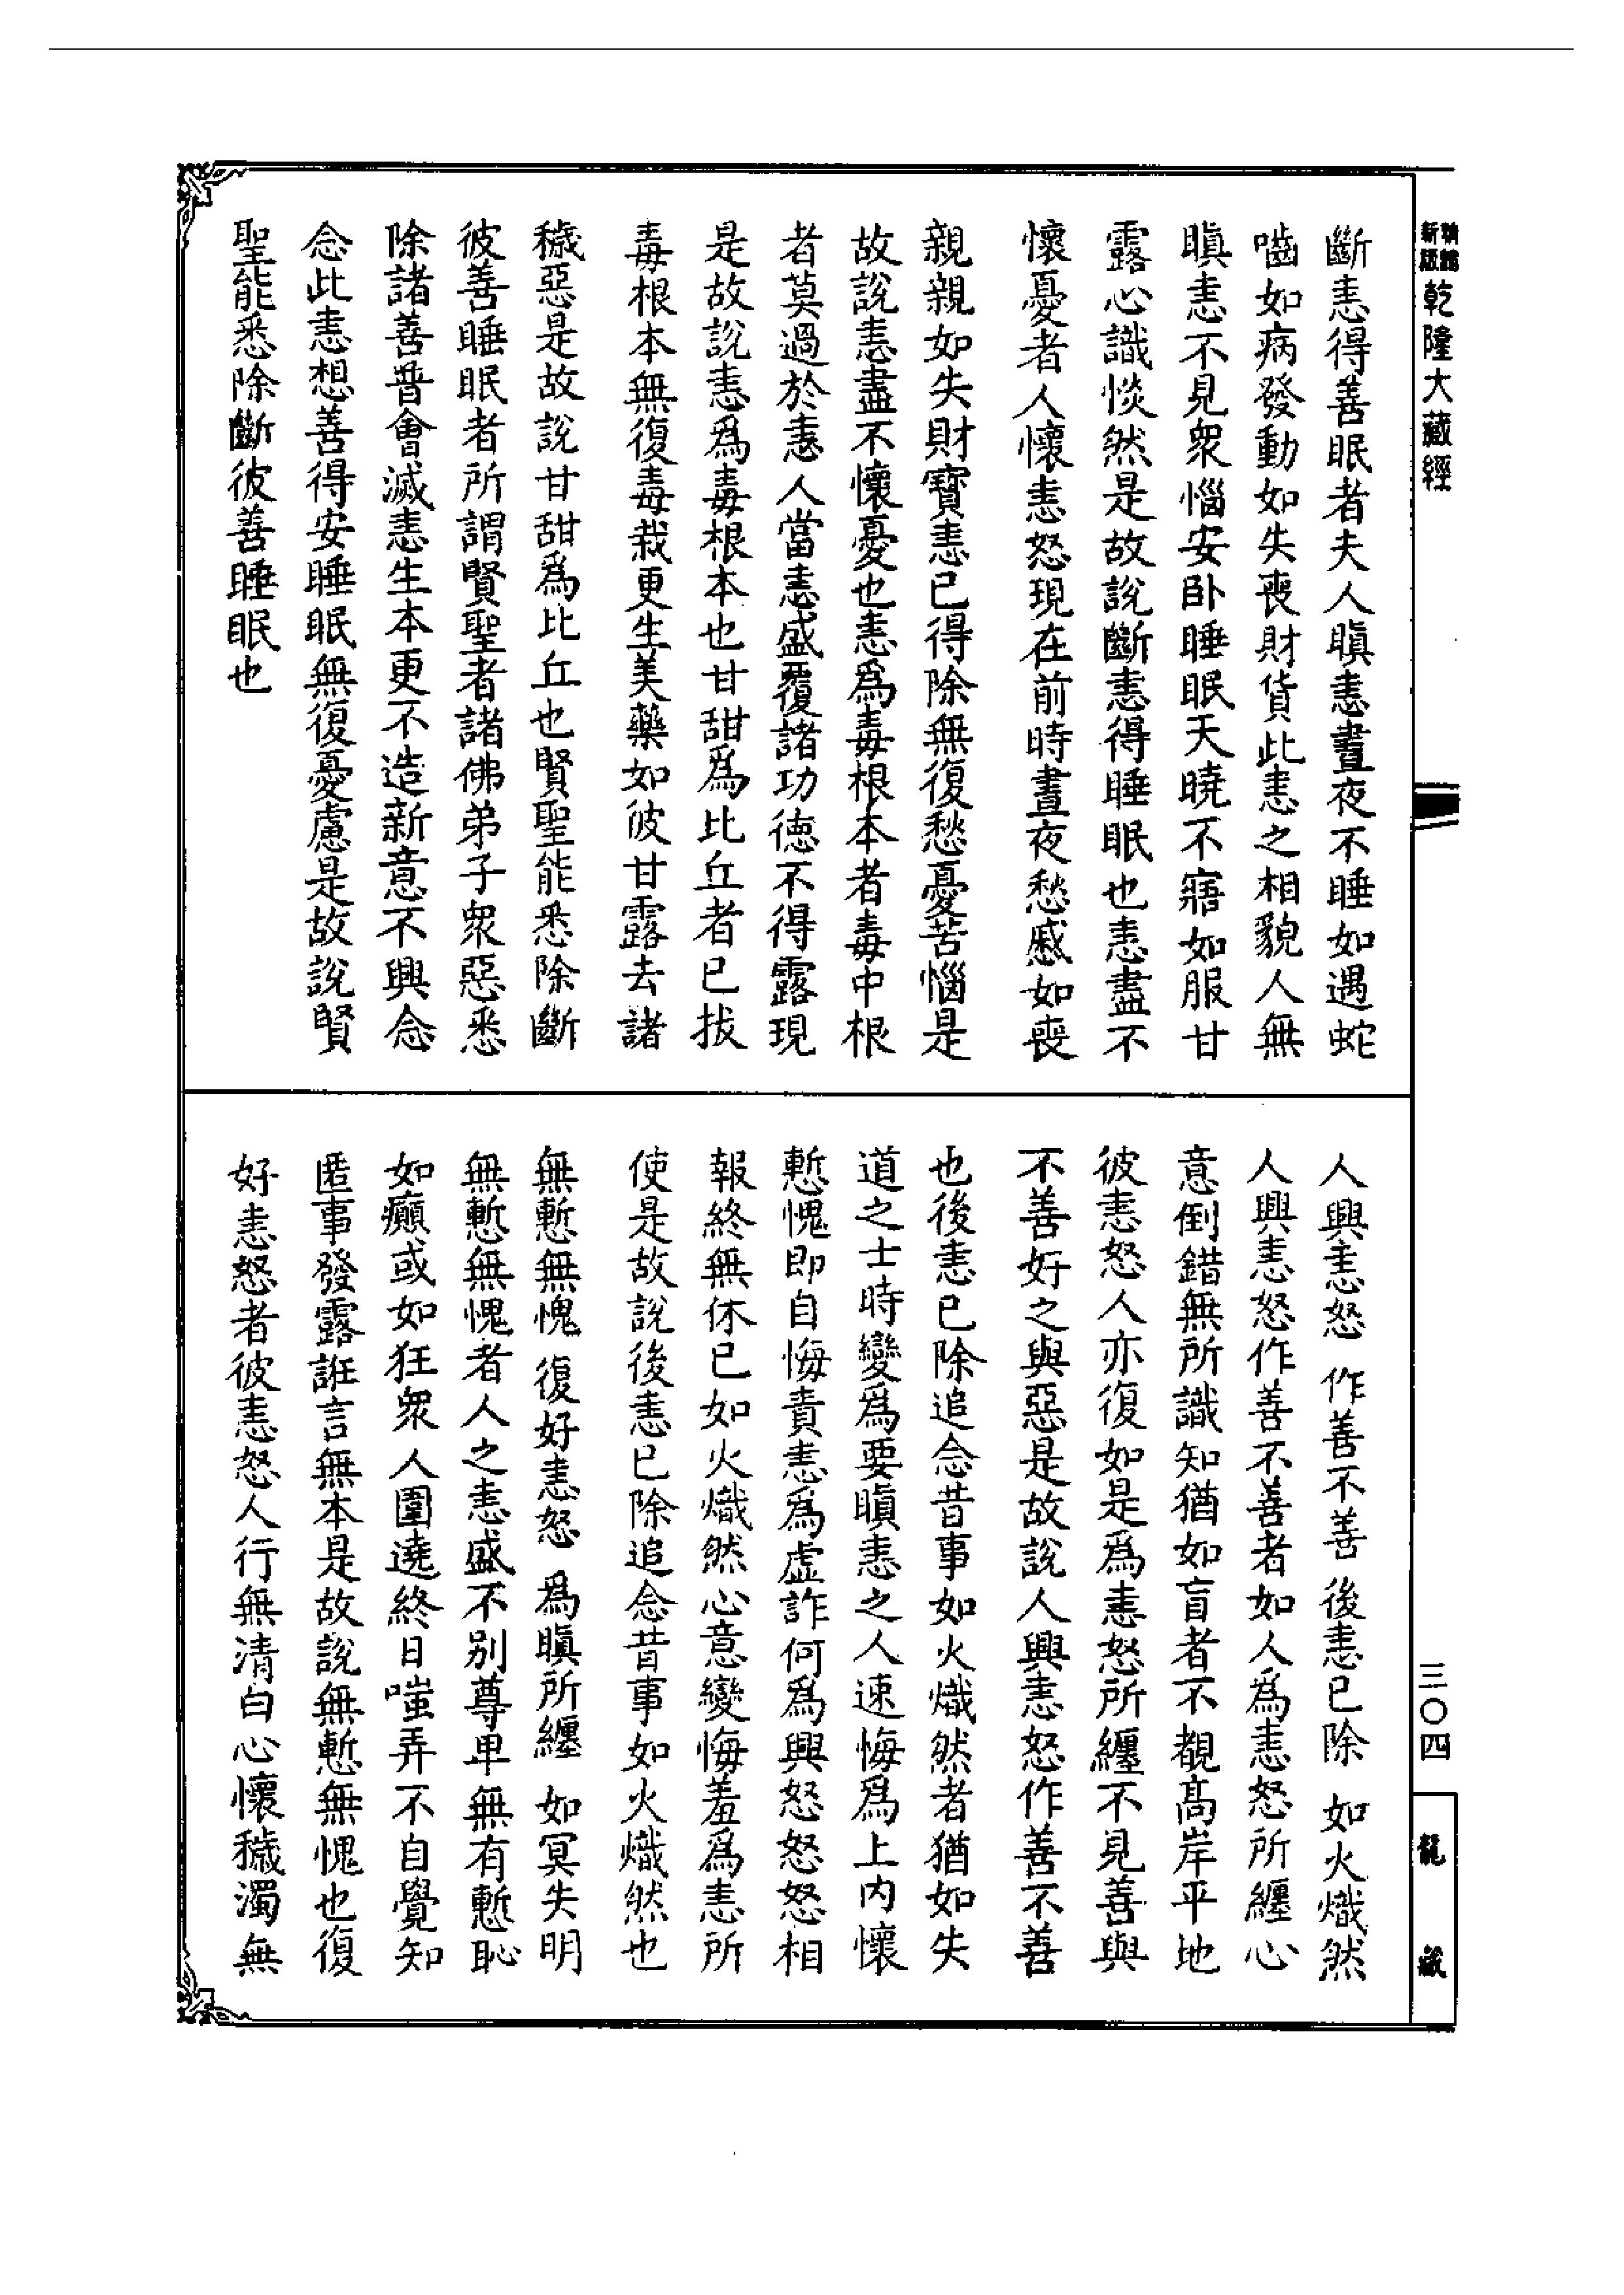 新版 乾隆大藏經
斷恚得善眠者夫人瞋恚晝夜不睡如遇蛇
嚙如病發動如失喪財貨此恚之相貌人無
瞋恚不見衆惱安卧睡眠天曉不寤如服甘
露心識惔然是故說斷恚得睡眠也恚盡不
懷憂者人懷恚怒現在前時晝夜愁慼如喪
親親如失財寳恚已得除無復愁憂苦惱是
故說恚盡不懷憂也恚爲毒根本者毒中根
者莫過於恚人當恚盛覆諸功德不得露現
是故說恚爲毒根本也甘甜爲比丘者已拔
毒根本無復毒栽更生美藥如彼甘露去諸
穢惡是故說甘甜爲比丘也賢聖能悉除斷
彼善睡眠者所謂賢聖者諸佛弟子衆惡悉
除諸善普會滅恚生本更不造新意不興念
念此恚想善得安睡眠無復憂慮是故說賢
聖能悉除斷彼善睡眠也
人興恚怒 作善不善 後恚已除 如火熾然
人興恚怒作善不善者如人爲恚怒所纏心
意倒錯無所識知猶如盲者不覩高岸平地
彼恚怒人亦復如是爲恚怒所纏不見善與
不善好之與惡是故說人興恚怒作善不善
也後恚已除追念昔事如火熾然者猶如失
道之士時變爲要瞋恚之人速悔爲上内懷
慙愧即自悔責恚爲虛詐何爲興怒怒怒相
報終無休已如火熾然心意變悔羞爲恚所
使是故說後恚已除追念昔事如火熾然也
無慙無愧 復好恚怒 爲瞋所纏 如冥失明
無慙無愧者人之恚盛不别尊卑無有慙恥
如癲或如狂衆人圍遶終日嗤弄不自覺知
匿事發露誑言無本是故說無慙無愧也復
好恚怒者彼恚怒人行無清白心懷穢濁無
三〇四
龍藏